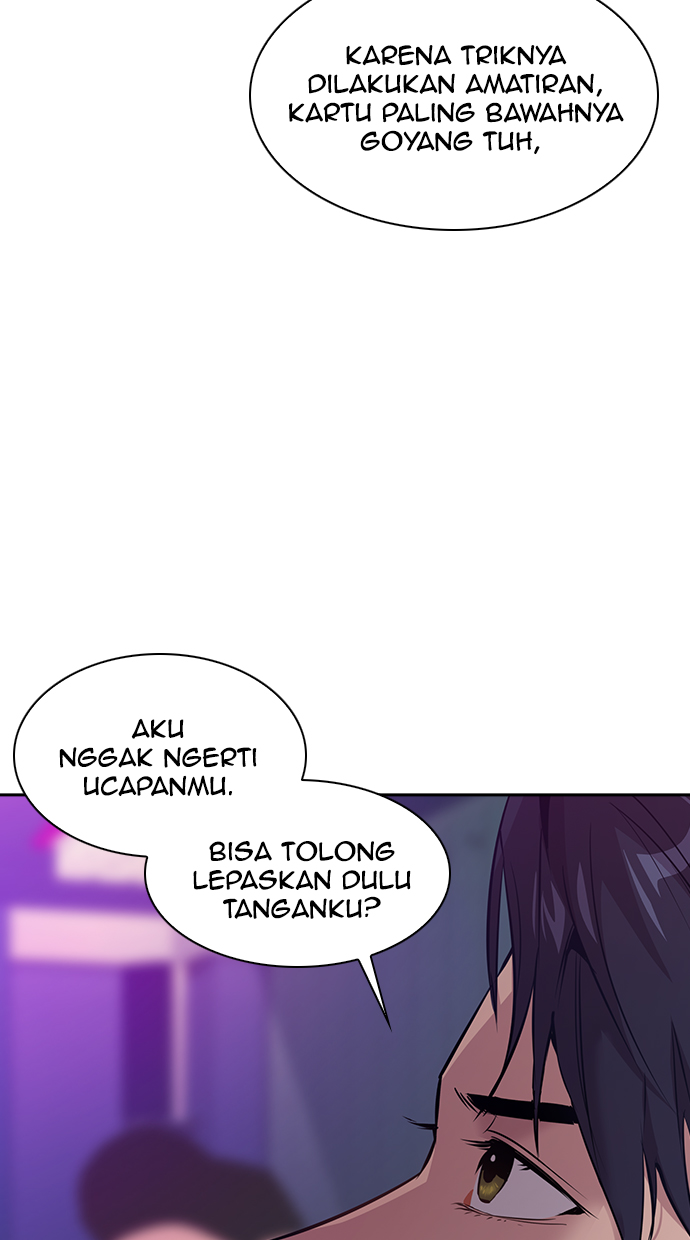 KARENA TRIKNYA
DILAKUKAN AMATIRAN,
KARTU PALING BAWAHNYA
GOYANG TUH,
AKU
NGGAK NGERTI
UCAPANMU.
BISA TOLONG
LEPASKAN DULU
TANGANKU?